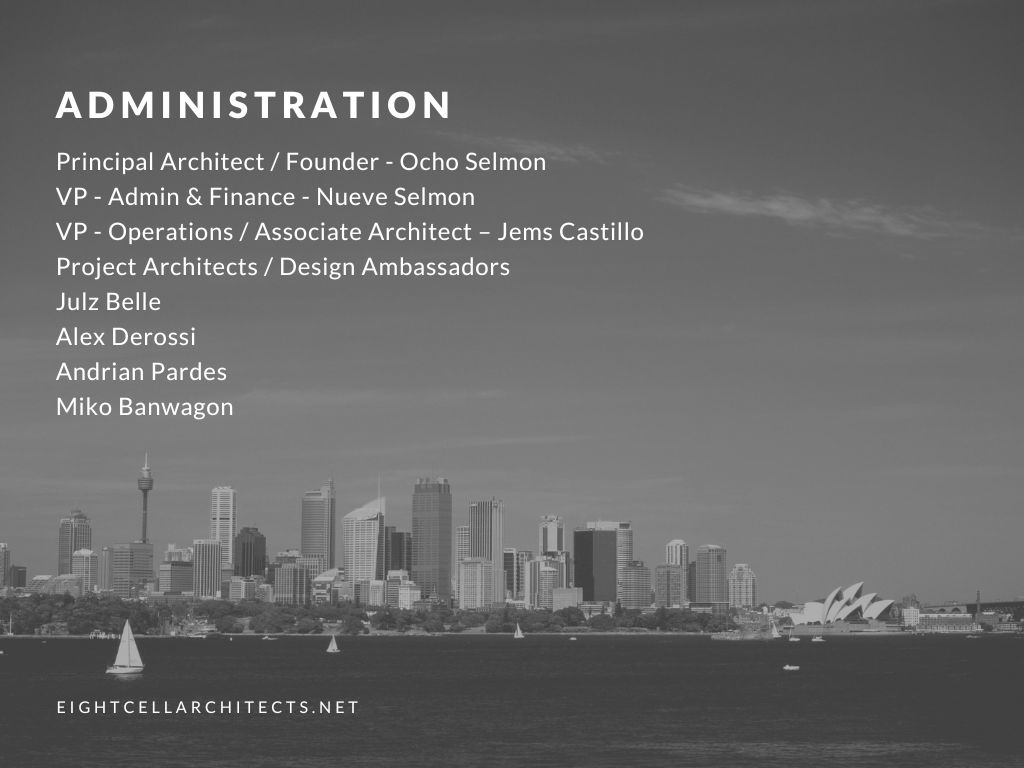 ADMINISTRATION
Principal Architect / Founder - Ocho Selmon
VP - Admin & Finance - Nueve Selmon
VP - Operations / Associate Architect – Jems Castillo
Project Architects / Design Ambassadors
Julz Belle
Alex Derossi
Andrian Pardes
Miko Banwagon
EIGHTCELLARCHITECTS.NET